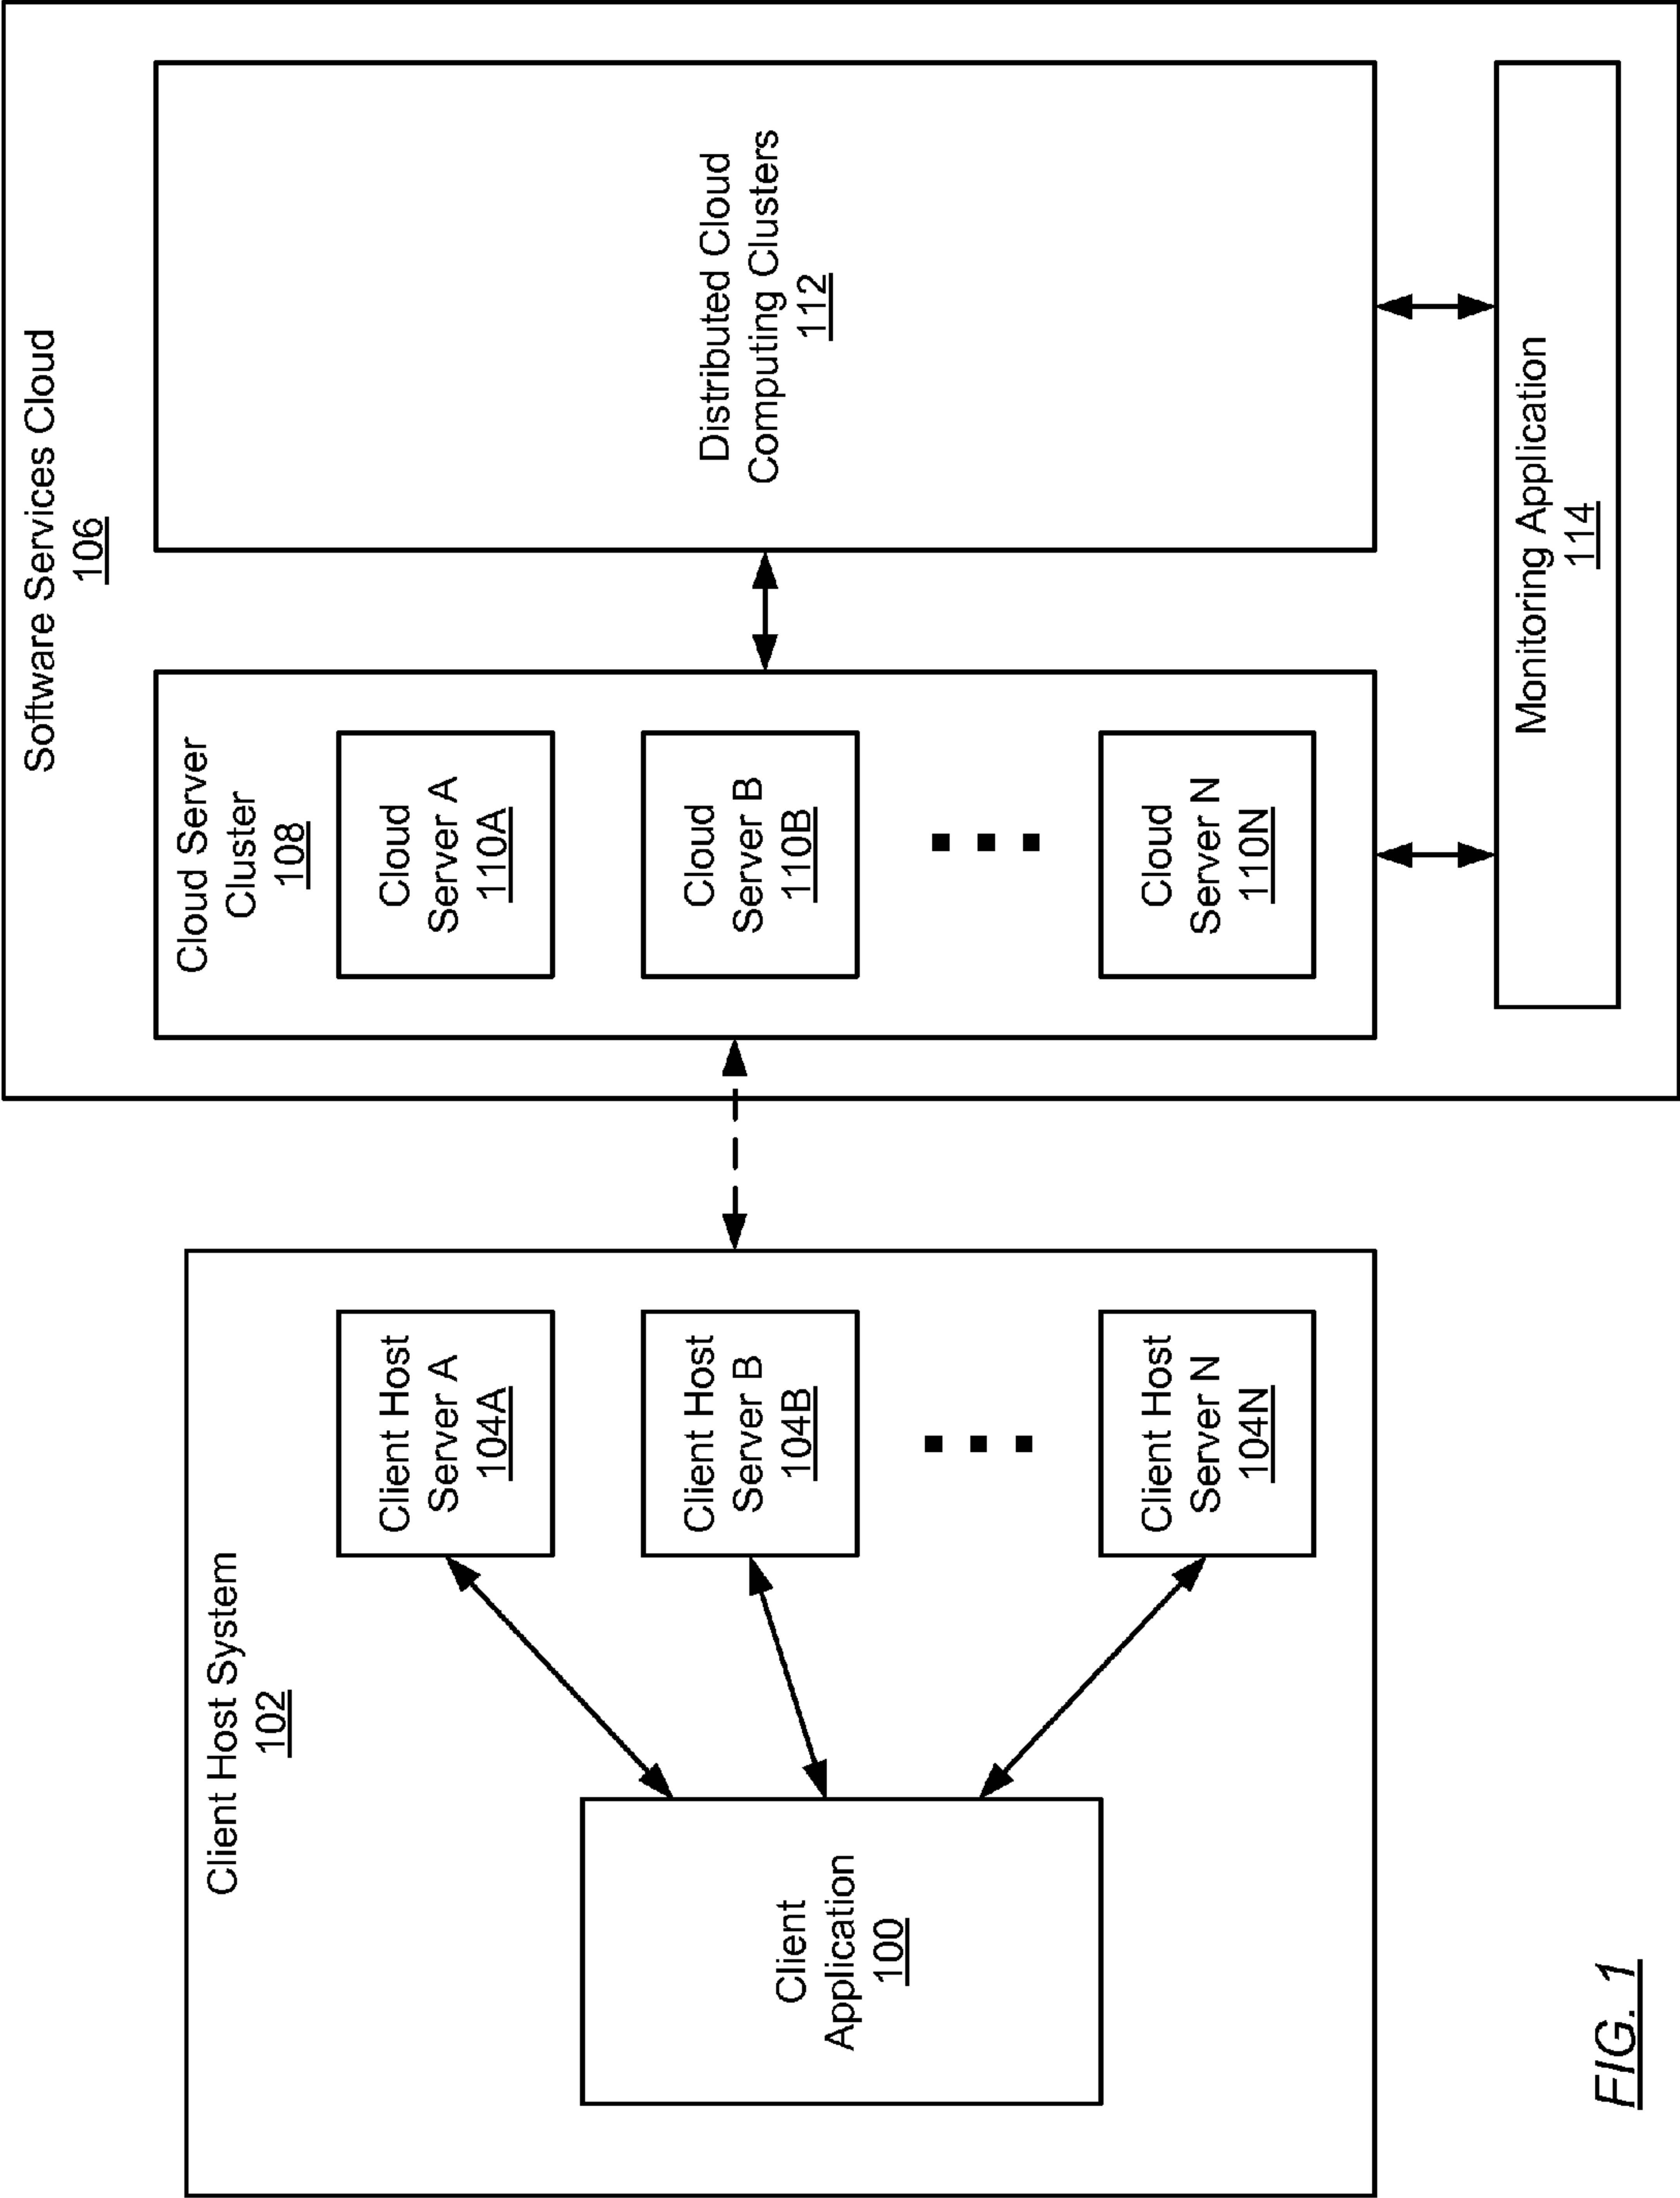 Client Host System
102
Client
Application
100
Client Host
Server A
104A
Client Host
Server B
104B
Client Host
Server N
104N
Software Services Cloud
106
Cloud Server
Cluster
108
Cloud
Server A
110A
Cloud
Server B
110B
Cloud
Server N
110N
Distributed Cloud
Computing Clusters
112
Monitoring Application
114
FIG. 1